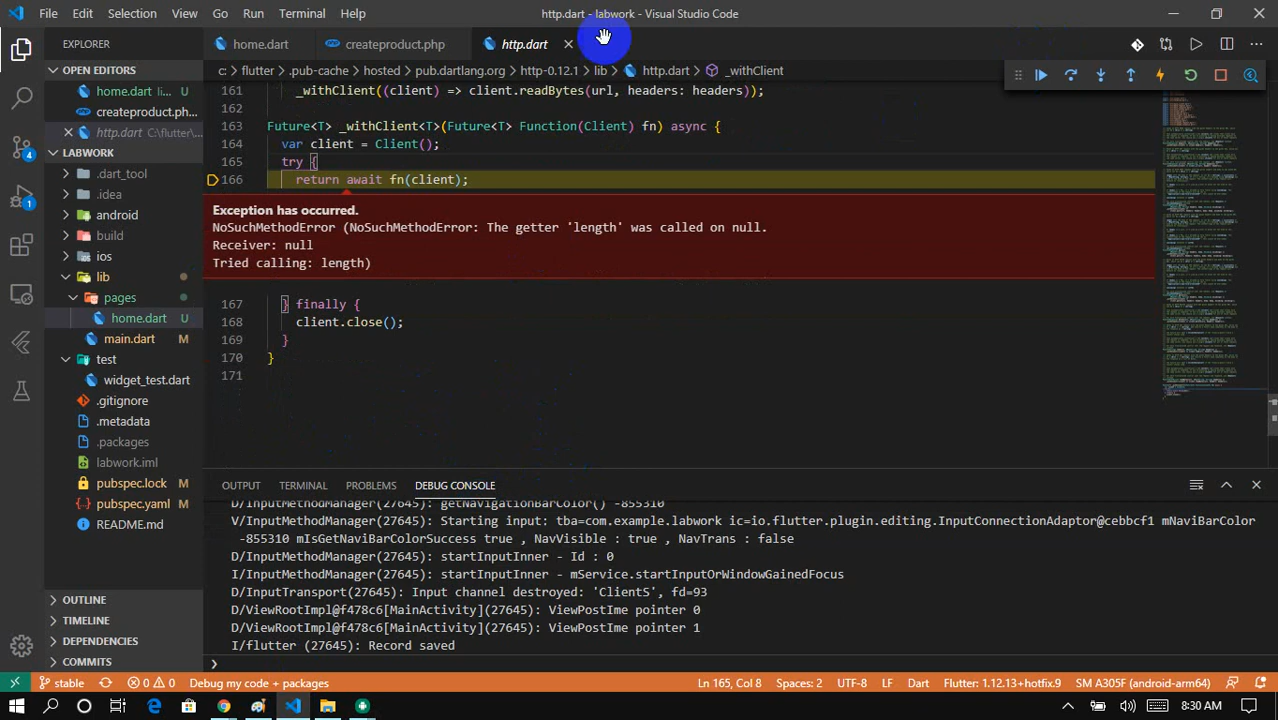 File Edit Selection View Go Run Terminal Help
http.dart - labwork - Visual Studio Code
EXPLORER
home.dart
createproduct.php
http.dart
OPEN EDITORS
home.dart li...
createproduct.ph...
http.dart C:\flutter\...
LABWORK
.dart_tool
.idea
android
build
ios
lib
pages
home.dart U
main.dart
test
widget_test.dart
.gitignore
.metadata
.packages
labwork.iml
pubspec.lock
pubspec.yaml
README.md
OUTLINE
TIMELINE
DEPENDENCIES
COMMITS
4
1
c: > flutter > .pub-cache > hosted > pub.dartlang.org > http-0.12.1 > lib > http.dart > _withClient
161 _withClient((client) => client.readBytes(url, headers: headers));
162
163 Future<T> _withClient<T>(Future<T> Function(Client) fn) async {
164 var client = Client();
165 try {
166 return await fn(client);
Exception has occurred.
NoSuchMethodError (NoSuchMethodError: The getter 'length' was called on null.
Receiver: null
Tried calling: length)
167 } finally {
168 client.close();
169 }
170 }
171
OUTPUT TERMINAL PROBLEMS DEBUG CONSOLE
D/InputMethodManager(27645): getNavigationBarColor() -855310
V/InputMethodManager(27645): Starting input: tba=com.example.labwork ic=io.flutter.plugin.editing.InputConnectionAdaptor@cebbcf1 mNaviBarColor
-855310 mIsGetNaviBarColorSuccess true , NavVisible : true , NavTrans : false
D/InputMethodManager(27645): startInputInner - Id : 0
I/InputMethodManager(27645): startInputInner - mService.startInputOrWindowGainedFocus
D/InputTransport(27645): Input channel destroyed: 'ClientS', fd=93
D/ViewRootImpl@f478c6[MainActivity](27645): ViewPostIme pointer 0
D/ViewRootImpl@f478c6[MainActivity](27645): ViewPostIme pointer 1
I/flutter (27645): Record saved
stable 0 0 Debug my code + packages
Ln 165, Col 8 Spaces: 2 UTF-8 LF Dart Flutter: 1.12.13+hotfix.9 SM A305F (android-arm64)
8:30 AM